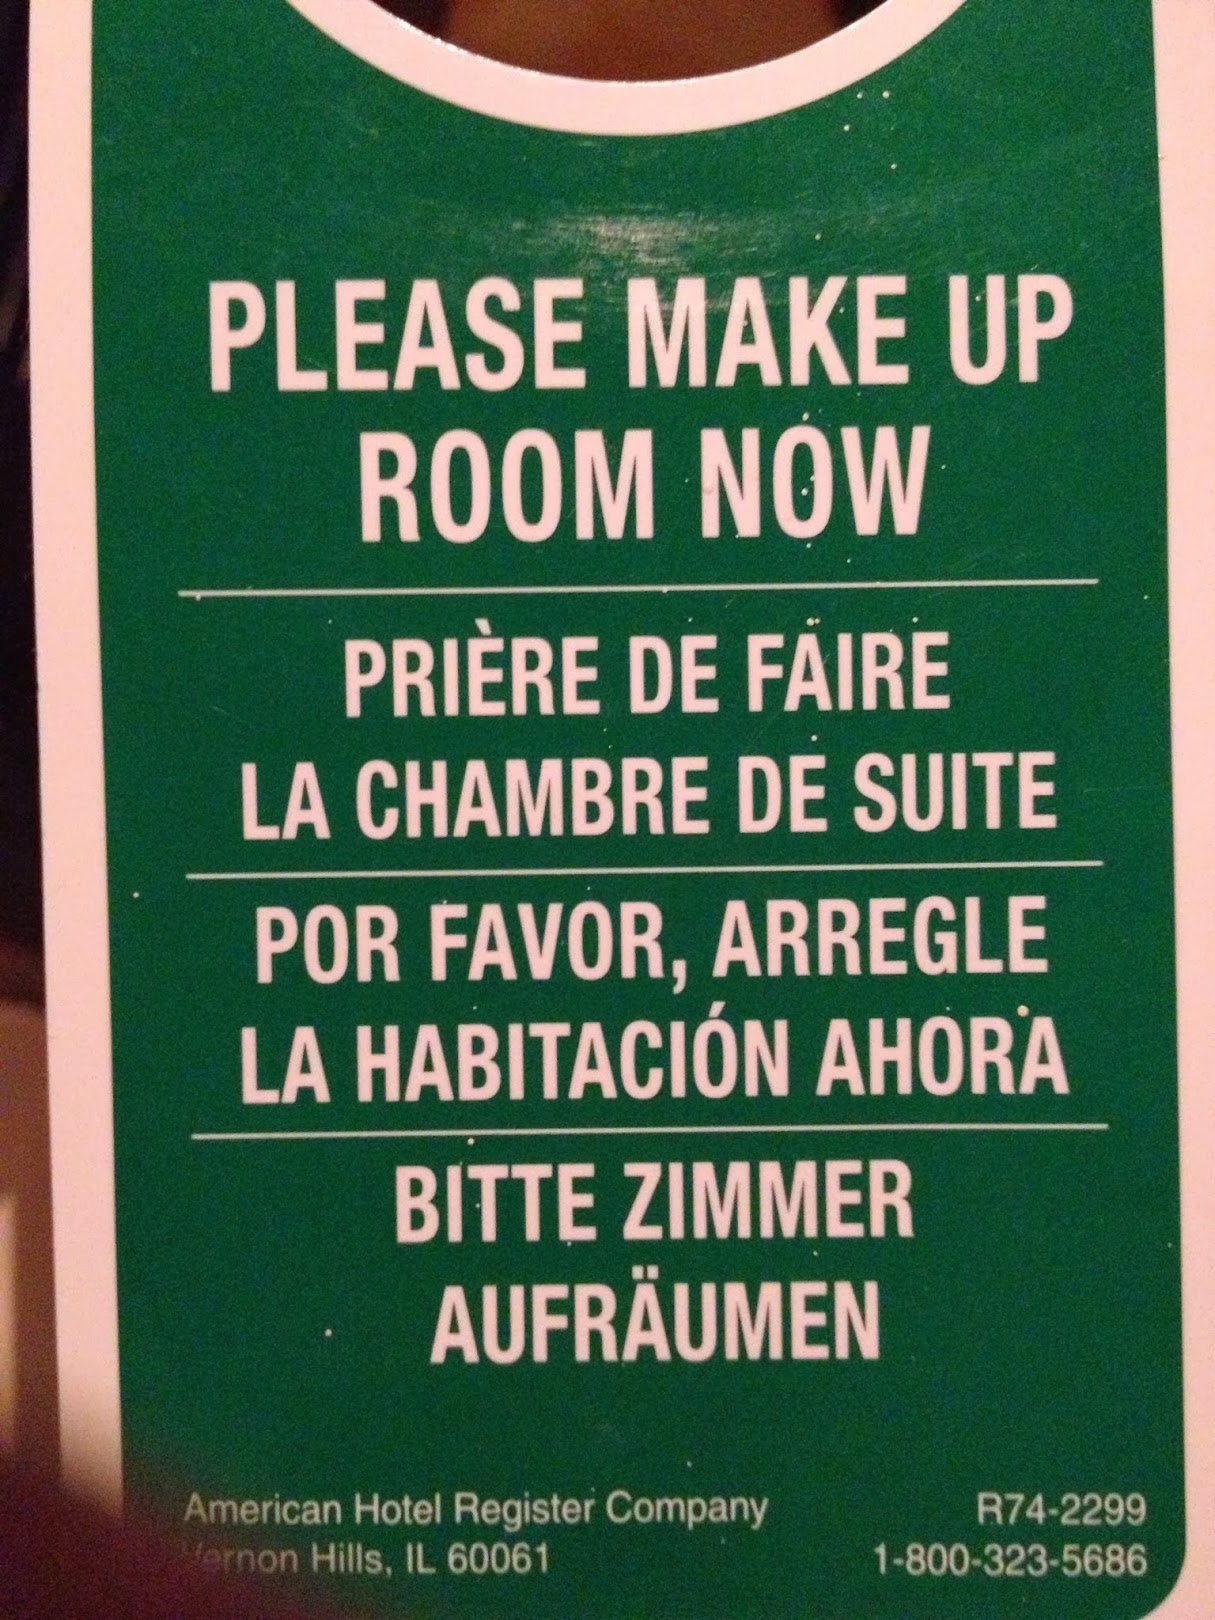 PLEASE MAKE UP
ROOM NOW
PRIÈRE DE FAIRE
LA CHAMBRE DE SUITE
POR FAVOR, ARREGLE
LA HABITACIÓN AHORA
BITTE ZIMMER
AUFRÄUMEN
American Hotel Register Company R74-2299
Vernon Hills, IL 60061 1-800-323-5686